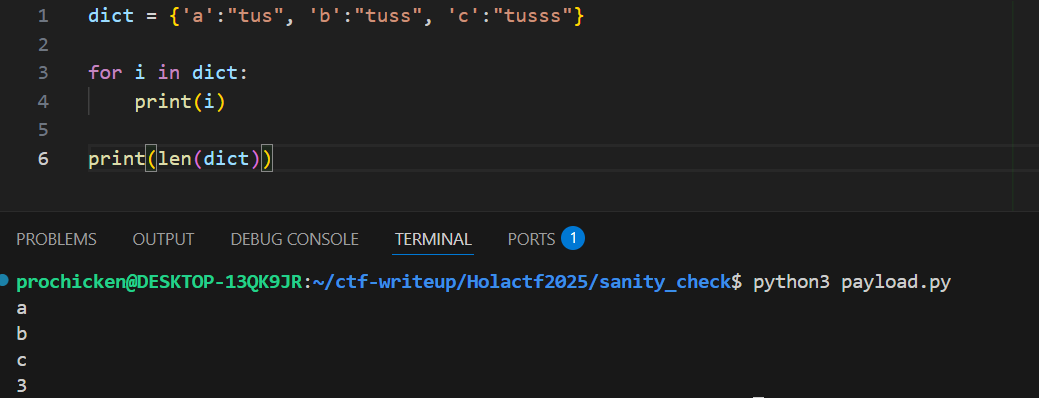 1 dict = {'a':"tus", 'b':"tuss", 'c':"tusss"}
2
3 for i in dict:
4     print(i)
5
6 print(len(dict))
PROBLEMS OUTPUT DEBUG CONSOLE TERMINAL PORTS 1
prochicken@DESKTOP-13QK9JR:~/ctf-writeup/Holactf2025/sanity_check$ python3 payload.py
a
b
c
3